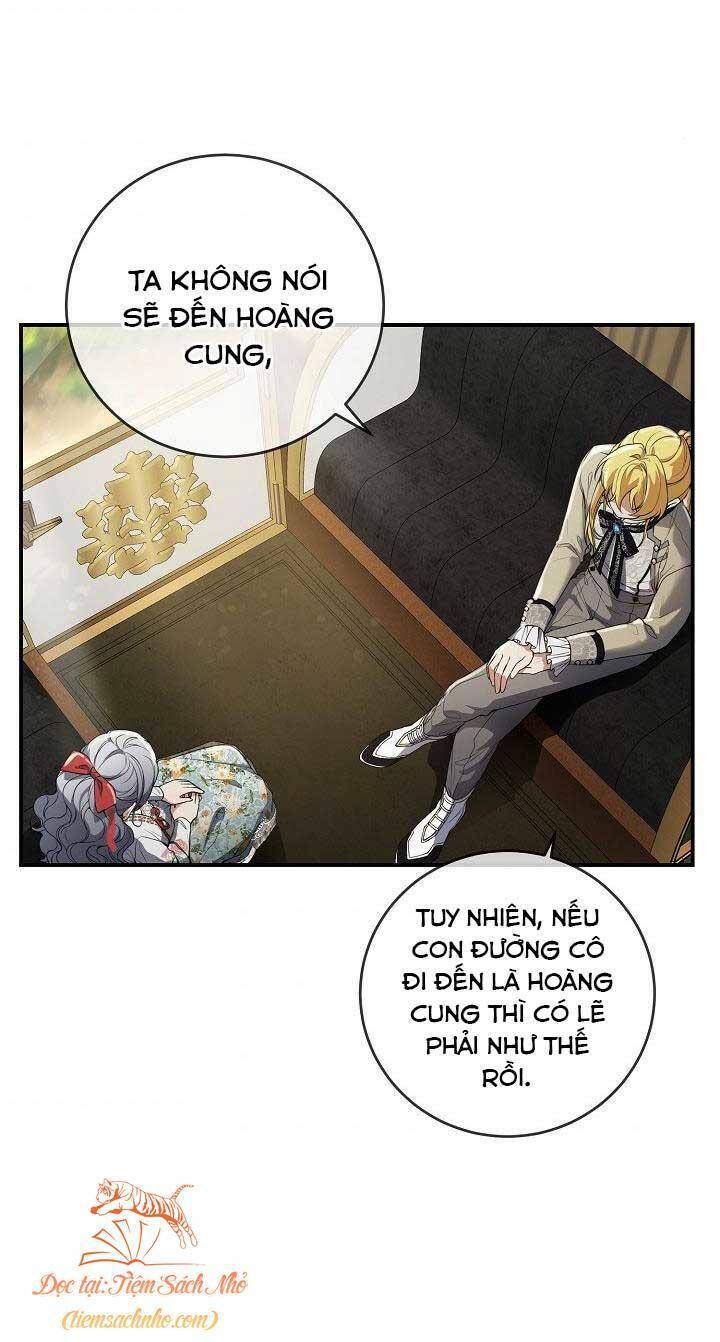 TA KHÔNG NÓI
SẼ ĐẾN HOÀNG
CUNG,
TUY NHIÊN, NẾU
CON ĐƯỜNG CÔ
ĐI ĐẾN LÀ HOÀNG
CUNG THÌ CÓ LẼ
PHẢI NHƯ THẾ
RỒI.
Đọc tại: Tiệm Sách Nhỏ
(tiemsachnho.com)